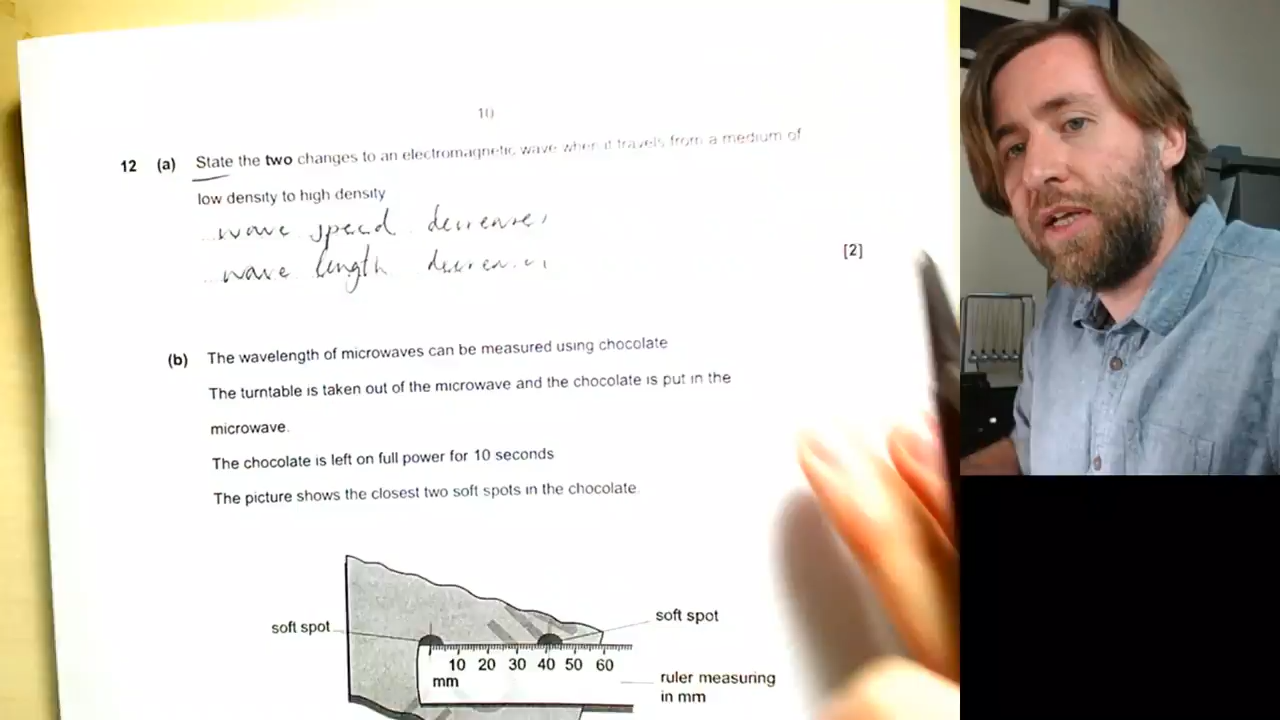 10
12 (a) State the two changes to an electromagnetic wave when it travels from a medium of
low density to high density
wave speed decreases
wave length decreases
[2]
(b) The wavelength of microwaves can be measured using chocolate
The turntable is taken out of the microwave and the chocolate is put in the
microwave.
The chocolate is left on full power for 10 seconds
The picture shows the closest two soft spots in the chocolate.
soft spot
soft spot
10 20 30 40 50 60
mm
ruler measuring
in mm